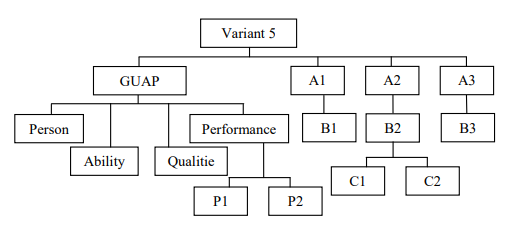 Variant 5
GUAP
A1
A2
A3
Person
Performance
B1
B2
B3
Ability
Qualitie
C1
C2
P1
P2